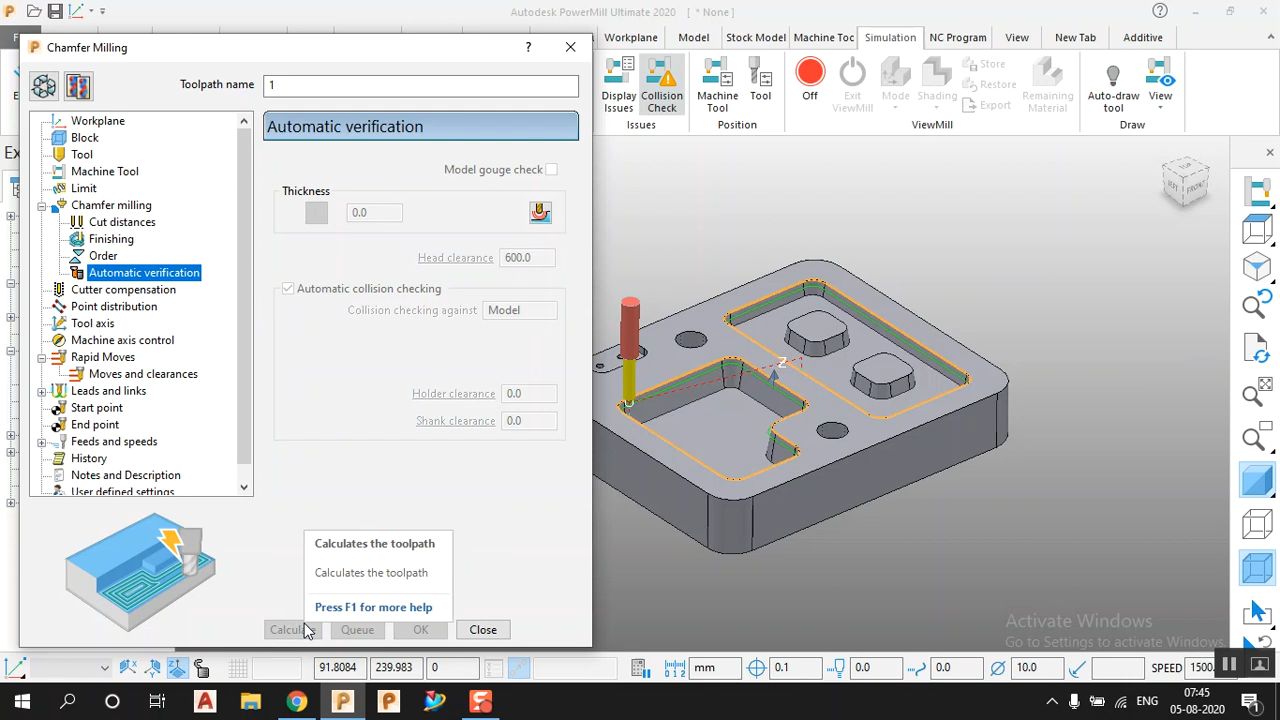 Autodesk PowerMill Ultimate 2020 [ * None ]
Chamfer Milling
?
Workplane
Model
Stock Model
Machine Toc
Simulation
NC Program
View
New Tab
Additive
Toolpath name
1
Display
Issues
Collision
Check
Machine
Tool
Tool
Off
Exit
ViewMill
Mode
Shading
Store
Restore
Export
Remaining
Material
Auto-draw
tool
View
Issues
Position
ViewMill
Draw
Workplane
Block
Tool
Machine Tool
Limit
Chamfer milling
Cut distances
Finishing
Order
Automatic verification
Cutter compensation
Point distribution
Tool axis
Machine axis control
Rapid Moves
Moves and clearances
Leads and links
Start point
End point
Feeds and speeds
History
Notes and Description
User defined settings
Automatic verification
Model gouge check
Thickness
0.0
Head clearance 600.0
Automatic collision checking
Collision checking against Model
Holder clearance 0.0
Shank clearance 0.0
Ex
Z
LEFT FRONT
Calculates the toolpath
Calculates the toolpath
Press F1 for more help
Queue
OK
Close
Activate Windows
Go to Settings to activate Windows.
91.8084
239.983
0
mm
0.1
0.0
0.0
10.0
SPEED 1500
ENG
07:45
05-08-2020
1